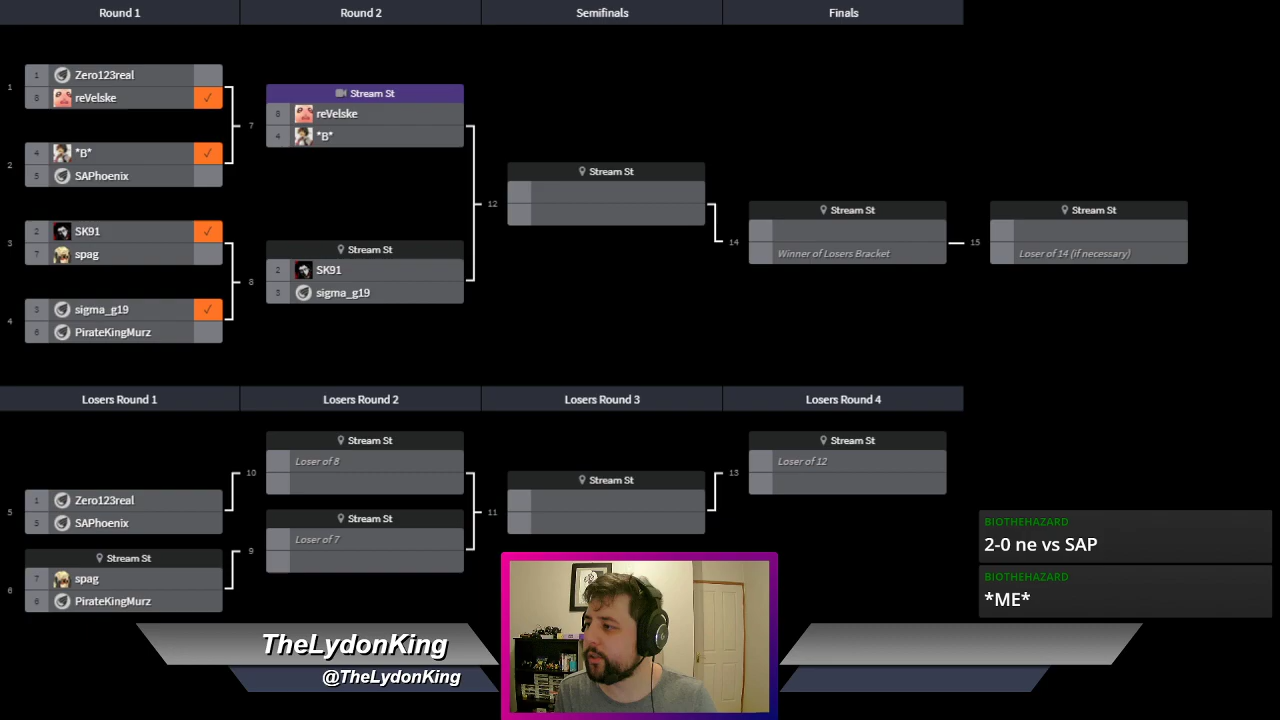 Round 1
Round 2
Semifinals
Finals
1
1 Zero123real
8 reVelske ✓
2
4 *B* ✓
5 SAPhoenix
3
2 SK91 ✓
7 spag
4
3 sigma_g19 ✓
6 PirateKingMurz
7
Stream St
8 reVelske
4 *B*
8
Stream St
2 SK91
3 sigma_g19
12
Stream St
14
Stream St
Winner of Losers Bracket
15
Stream St
Loser of 14 (if necessary)
Losers Round 1
Losers Round 2
Losers Round 3
Losers Round 4
5
1 Zero123real
5 SAPhoenix
6
Stream St
7 spag
6 PirateKingMurz
10
Stream St
Loser of 8
9
Stream St
Loser of 7
11
Stream St
13
Stream St
Loser of 12
BIOTHEHAZARD
2-0 ne vs SAP
BIOTHEHAZARD
*ME*
TheLydonKing
@TheLydonKing